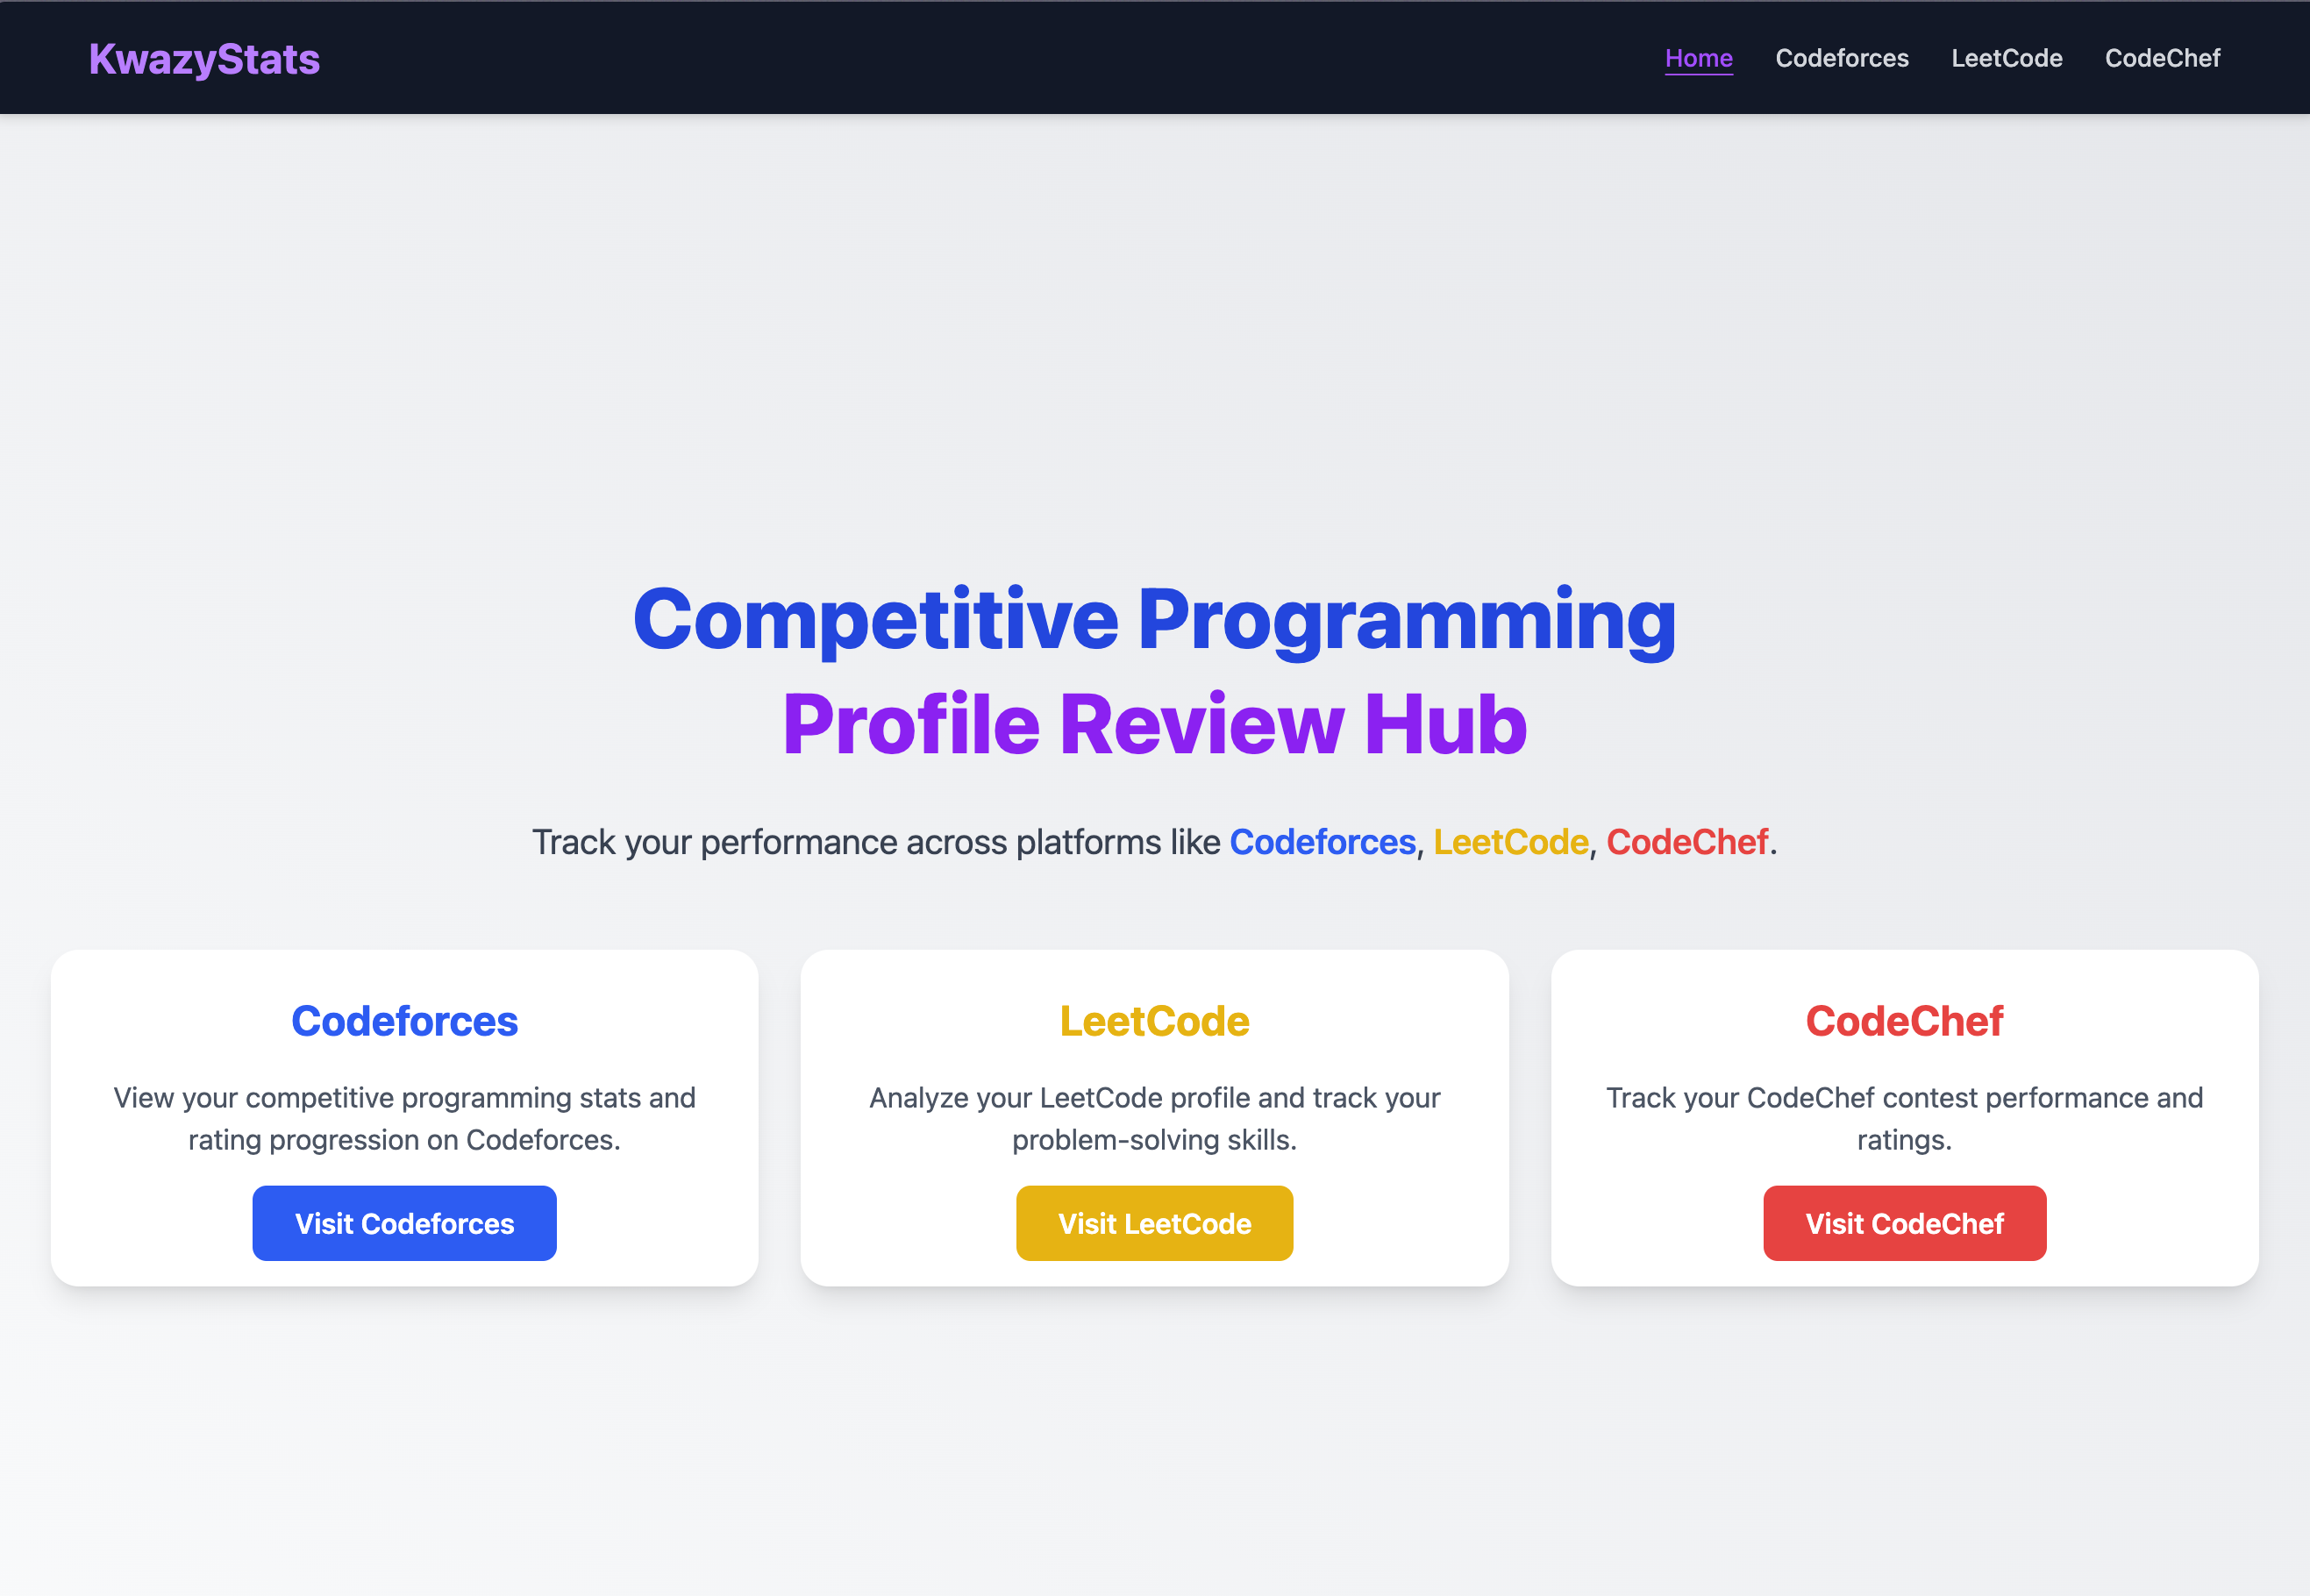 KwazyStats
Home Codeforces LeetCode CodeChef
Competitive Programming
Profile Review Hub
Track your performance across platforms like Codeforces, LeetCode, CodeChef.
Codeforces
View your competitive programming stats and
rating progression on Codeforces.
Visit Codeforces
LeetCode
Analyze your LeetCode profile and track your
problem-solving skills.
Visit LeetCode
CodeChef
Track your CodeChef contest performance and
ratings.
Visit CodeChef